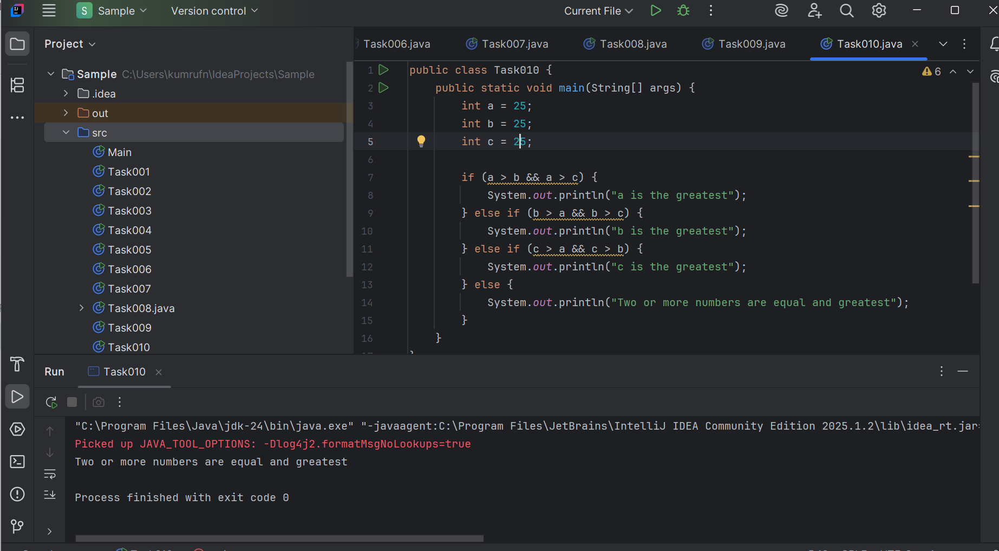 S Sample Version control Current File
Project
Task006.java Task007.java Task008.java Task009.java Task010.java
Sample C:\Users\kumrufn\IdeaProjects\Sample
.idea
out
src
Main
Task001
Task002
Task003
Task004
Task005
Task006
Task007
Task008.java
Task009
Task010
6
1 public class Task010 {
2 public static void main(String[] args) {
3 int a = 25;
4 int b = 25;
5 int c = 25;
6
7 if (a > b && a > c) {
8 System.out.println("a is the greatest");
9 } else if (b > a && b > c) {
10 System.out.println("b is the greatest");
11 } else if (c > a && c > b) {
12 System.out.println("c is the greatest");
13 } else {
14 System.out.println("Two or more numbers are equal and greatest");
15 }
16 }
Run Task010
"C:\Program Files\Java\jdk-24\bin\java.exe" "-javaagent:C:\Program Files\JetBrains\IntelliJ IDEA Community Edition 2025.1.2\lib\idea_rt.jar=
Picked up JAVA_TOOL_OPTIONS: -Dlog4j2.formatMsgNoLookups=true
Two or more numbers are equal and greatest
Process finished with exit code 0